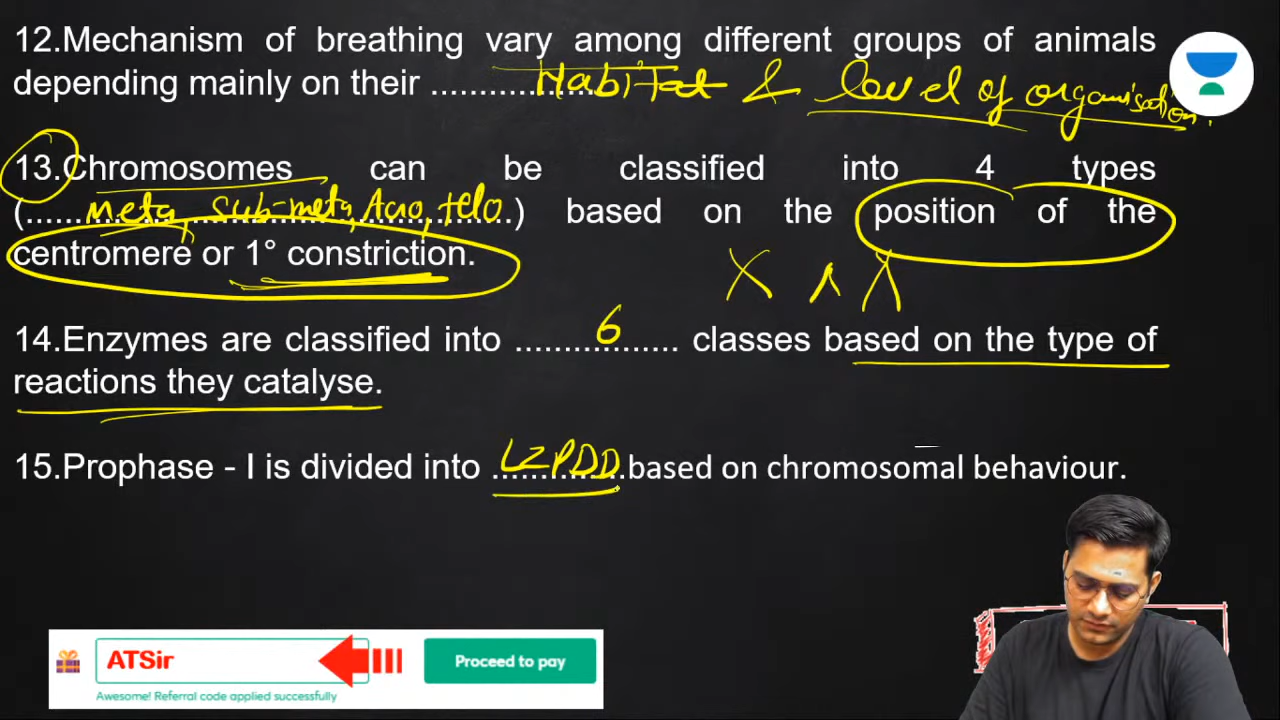 12.Mechanism of breathing vary among different groups of animals
depending mainly on their ................. Habitat & level of organisation.
13.Chromosomes can be classified into 4 types
(.... meta, sub-meta, Acro, telo ....) based on the position of the
centromere or 1° constriction.
14.Enzymes are classified into ........6......... classes based on the type of
reactions they catalyse.
15.Prophase - I is divided into ..LZPDD..based on chromosomal behaviour.
ATSir
Proceed to pay
Awesome! Referral code applied successfully